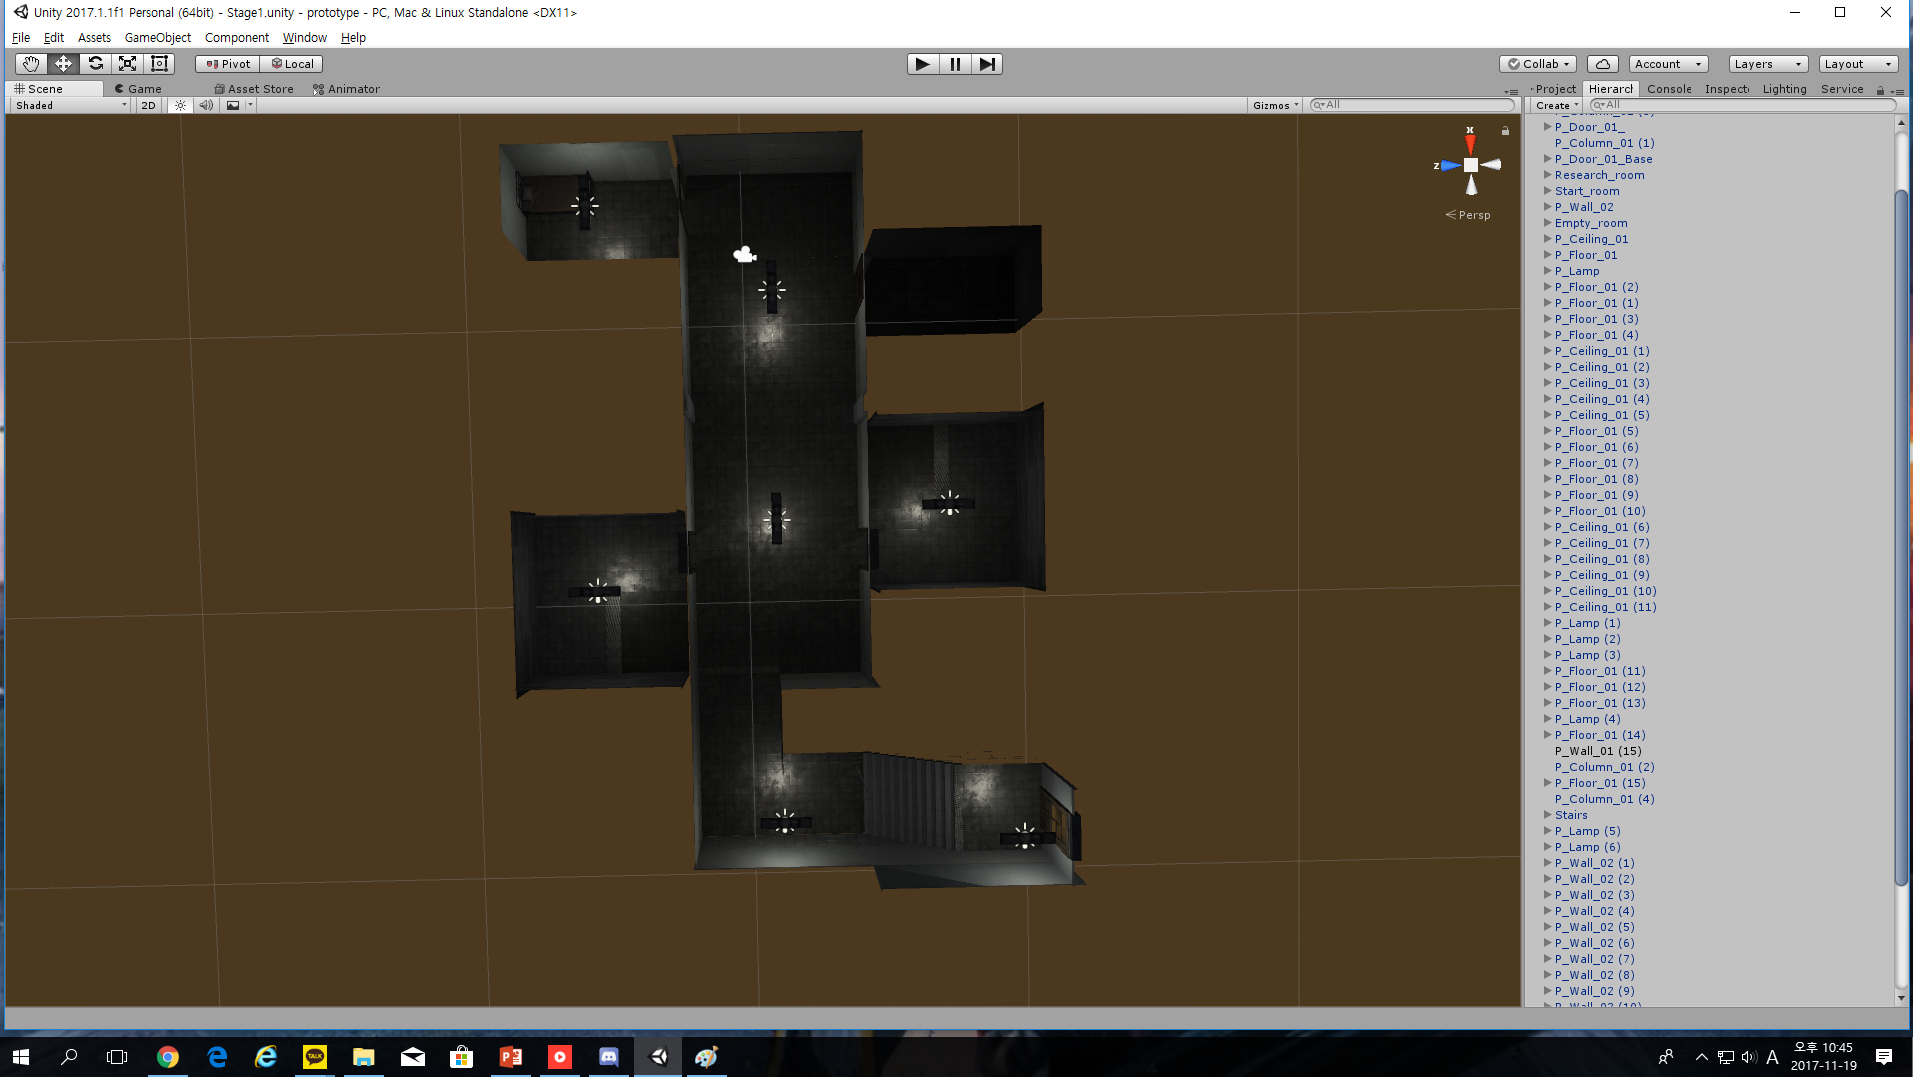 Unity 2017.1.1f1 Personal (64bit) - Stage1.unity - prototype - PC, Mac & Linux Standalone <DX11>
File Edit Assets GameObject Component Window Help
Pivot Local Collab Account Layers Layout
Scene Game Asset Store Animator Project Hierarch Console Inspect Lighting Service
Shaded 2D Gizmos All Create All
P_Door_01_
P_Column_01 (1)
P_Door_01_Base
Research_room
Start_room
P_Wall_02
Empty_room
P_Ceiling_01
P_Floor_01
P_Lamp
P_Floor_01 (2)
P_Floor_01 (1)
P_Floor_01 (3)
P_Floor_01 (4)
P_Ceiling_01 (1)
P_Ceiling_01 (2)
P_Ceiling_01 (3)
P_Ceiling_01 (4)
P_Ceiling_01 (5)
P_Floor_01 (5)
P_Floor_01 (6)
P_Floor_01 (7)
P_Floor_01 (8)
P_Floor_01 (9)
P_Floor_01 (10)
P_Ceiling_01 (6)
P_Ceiling_01 (7)
P_Ceiling_01 (8)
P_Ceiling_01 (9)
P_Ceiling_01 (10)
P_Ceiling_01 (11)
P_Lamp (1)
P_Lamp (2)
P_Lamp (3)
P_Floor_01 (11)
P_Floor_01 (12)
P_Floor_01 (13)
P_Lamp (4)
P_Floor_01 (14)
P_Wall_01 (15)
P_Column_01 (2)
P_Floor_01 (15)
P_Column_01 (4)
Stairs
P_Lamp (5)
P_Lamp (6)
P_Wall_02 (1)
P_Wall_02 (2)
P_Wall_02 (3)
P_Wall_02 (4)
P_Wall_02 (5)
P_Wall_02 (6)
P_Wall_02 (7)
P_Wall_02 (8)
P_Wall_02 (9)
P_Wall_02 (10)
x
z
Persp
TALK
A
오후 10:45
2017-11-19